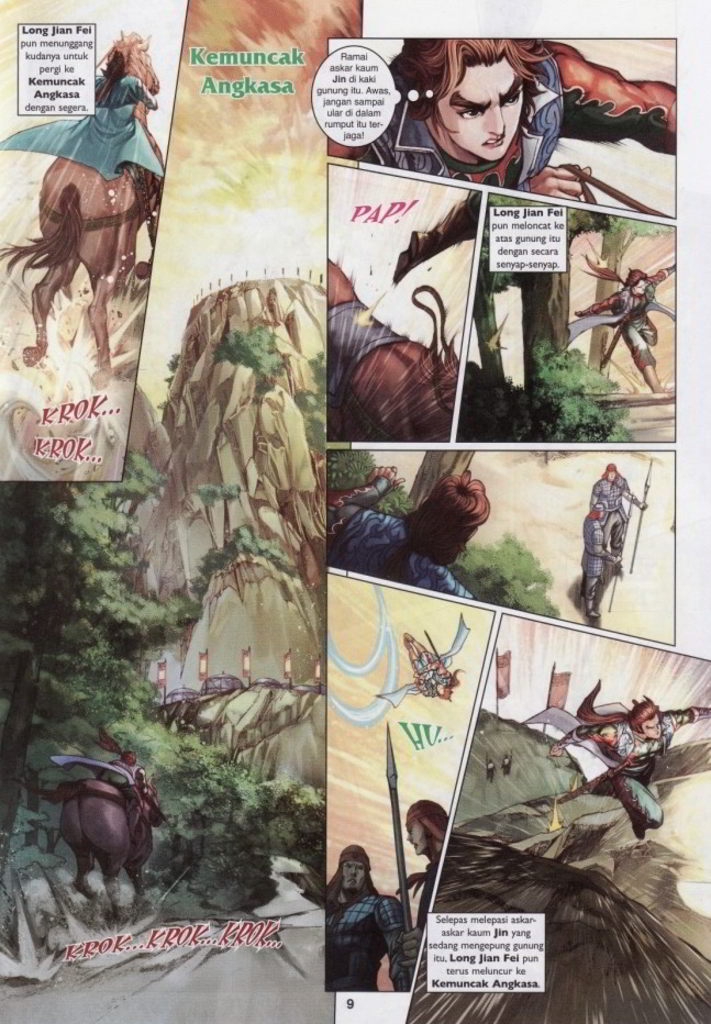 Long Jian Fei
pun menunggang
kudanya untuk
pergi ke
Kemuncak
Angkasa
dengan segera.
Kemuncak
Angkasa
KROK...
KROK...
KROK...KROK...KROK...
Ramai
askar kaum
Jin di kaki
gunung itu. Awas,
jangan sampai
ular di dalam
rumput itu ter-
jaga!
PAP!
Long Jian Fei
pun meloncat ke
atas gunung itu
dengan secara
senyap-senyap.
HU...
Selepas melepasi askar-
askar kaum Jin yang
sedang mengepung gunung
itu, Long Jian Fei pun
terus meluncur ke
Kemuncak Angkasa.
9